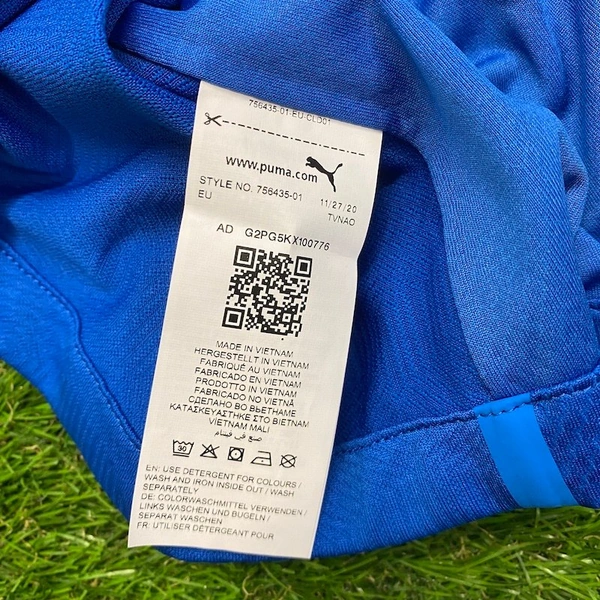 756435-01-EU-CLD01
www.puma.com
STYLE NO. 756435-01 11/27/20
EU TVNAO
AD G2PG5KX100776
MADE IN VIETNAM
HERGESTELLT IN VIETNAM
FABRIQUÉ AU VIETNAM
FABRICADO EN VIETNAM
PRODOTTO IN VIETNAM
FABRICADO NO VIETNÃ
СДЕЛАНО ВО ВЬЕТНАМЕ
ΚΑΤΑΣΚΕΥΑΣΤΗΚΕ ΣΤΟ ΒΙΕΤΝΑΜ
VIETNAM MALI
صنع في فيتنام
30
EN: USE DETERGENT FOR COLOURS /
WASH AND IRON INSIDE OUT / WASH
SEPARATELY
DE: COLORWASCHMITTEL VERWENDEN /
LINKS WASCHEN UND BÜGELN /
SEPARAT WASCHEN
FR: UTILISER DÉTERGENT POUR